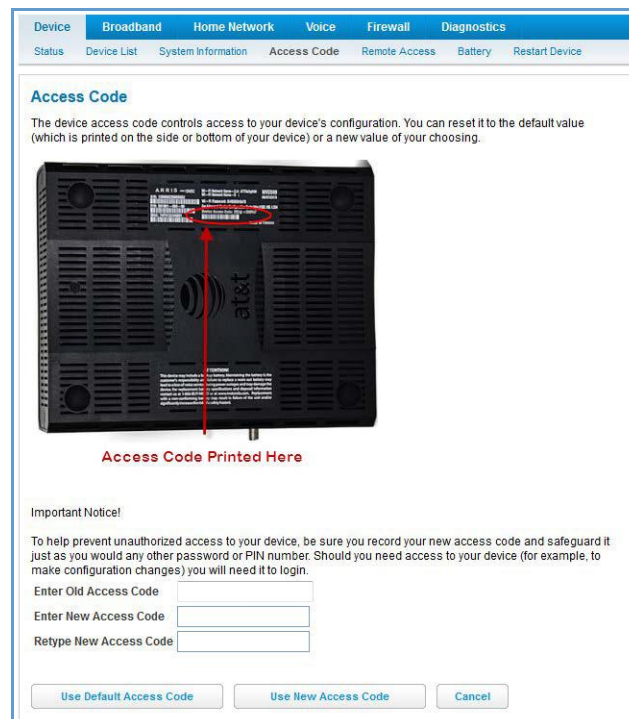 Device Broadband Home Network Voice Firewall Diagnostics
Status Device List System Information Access Code Remote Access Battery Restart Device
Access Code
The device access code controls access to your device's configuration. You can reset it to the default value
(which is printed on the side or bottom of your device) or a new value of your choosing.
ARRIS
at&t
ATTENTION!
Access Code Printed Here
Important Notice!
To help prevent unauthorized access to your device, be sure you record your new access code and safeguard it
just as you would any other password or PIN number. Should you need access to your device (for example, to
make configuration changes) you will need it to login.
Enter Old Access Code
Enter New Access Code
Retype New Access Code
Use Default Access Code Use New Access Code Cancel